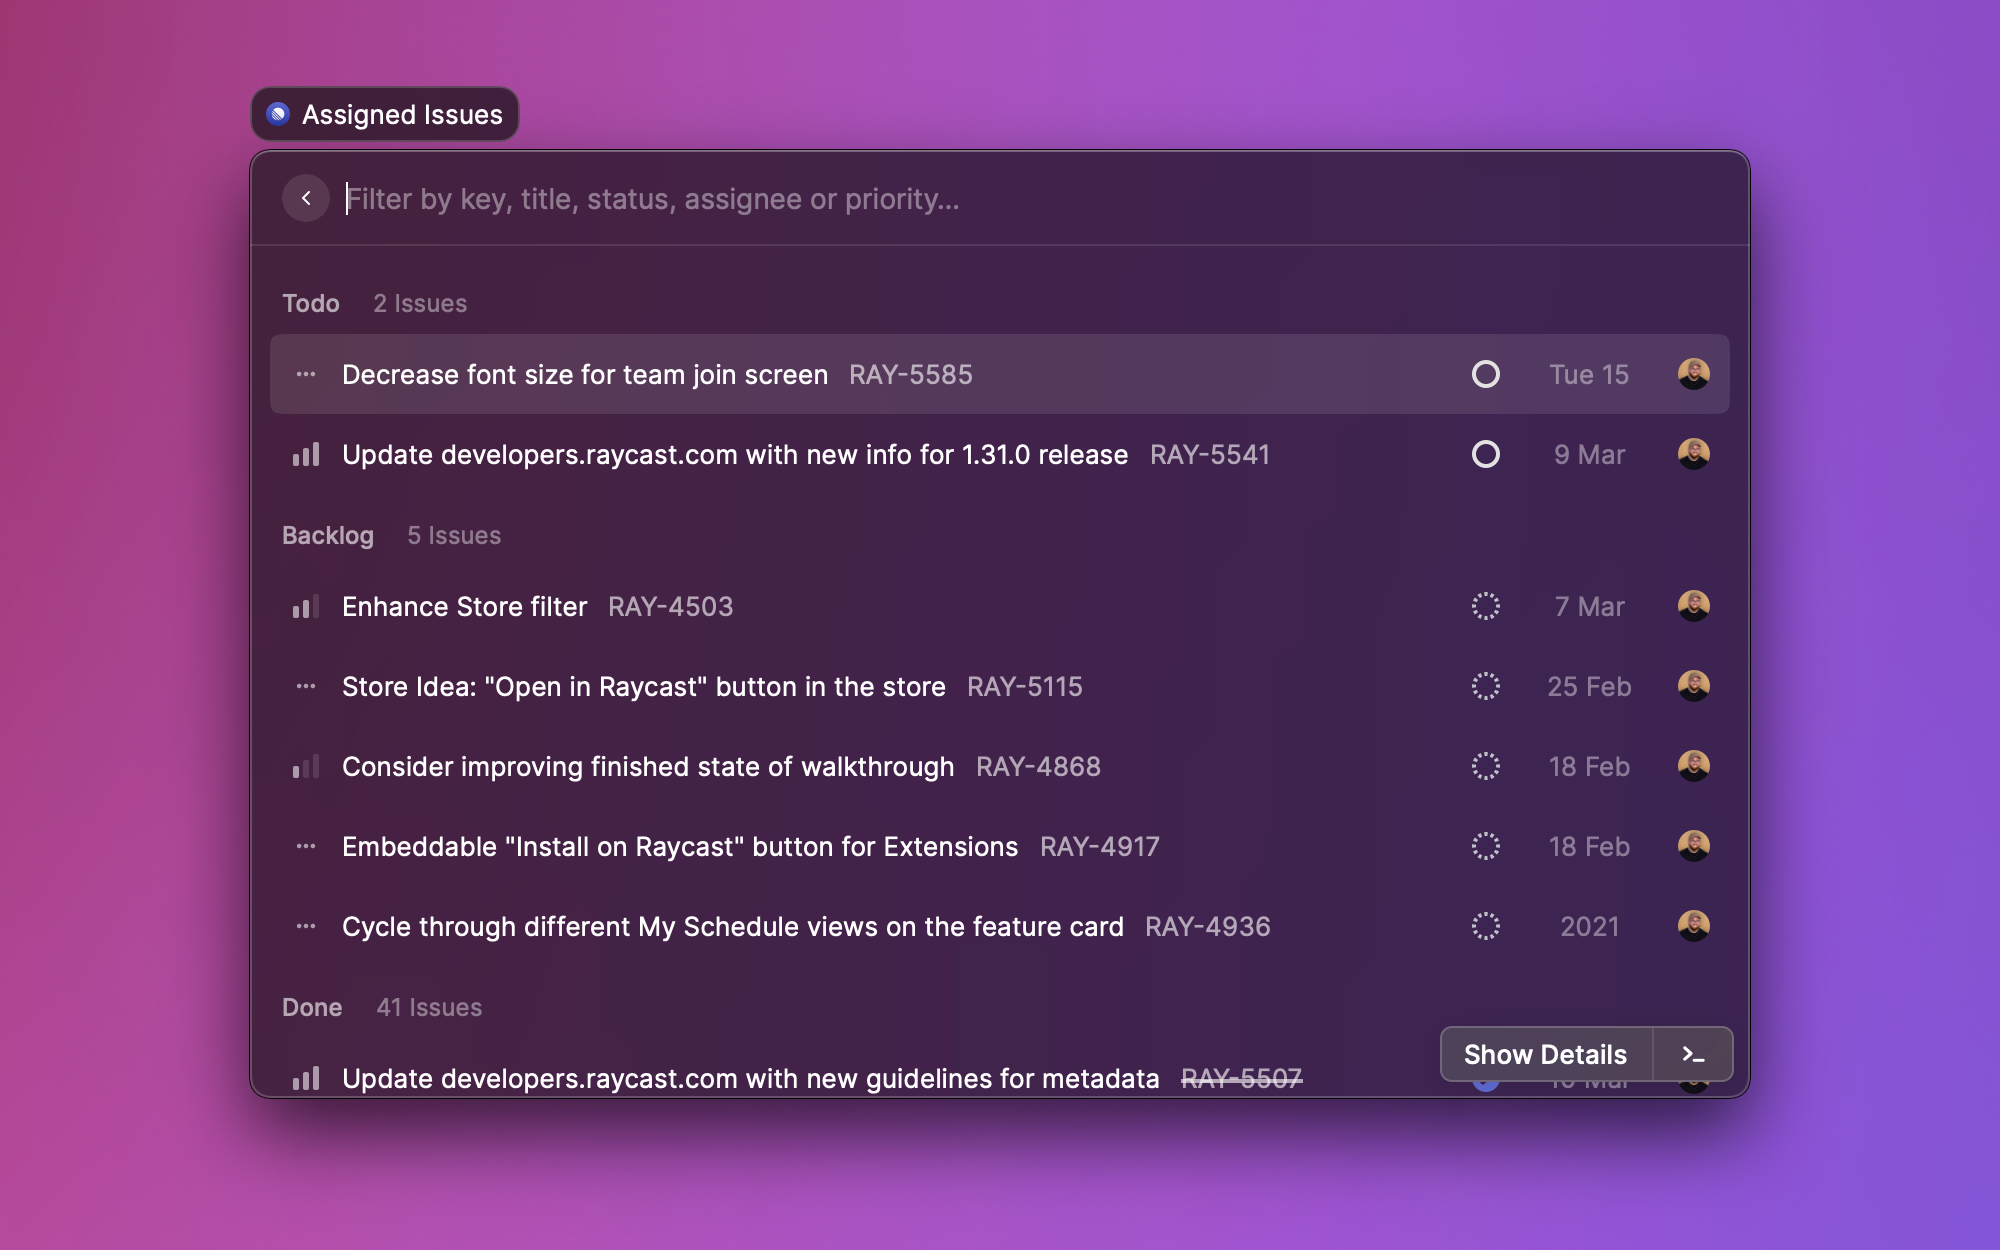 Assigned Issues
Filter by key, title, status, assignee or priority...
Todo 2 Issues
Decrease font size for team join screen RAY-5585 Tue 15
Update developers.raycast.com with new info for 1.31.0 release RAY-5541 9 Mar
Backlog 5 Issues
Enhance Store filter RAY-4503 7 Mar
Store Idea: "Open in Raycast" button in the store RAY-5115 25 Feb
Consider improving finished state of walkthrough RAY-4868 18 Feb
Embeddable "Install on Raycast" button for Extensions RAY-4917 18 Feb
Cycle through different My Schedule views on the feature card RAY-4936 2021
Done 41 Issues
Show Details
Update developers.raycast.com with new guidelines for metadata RAY-5507 Mar